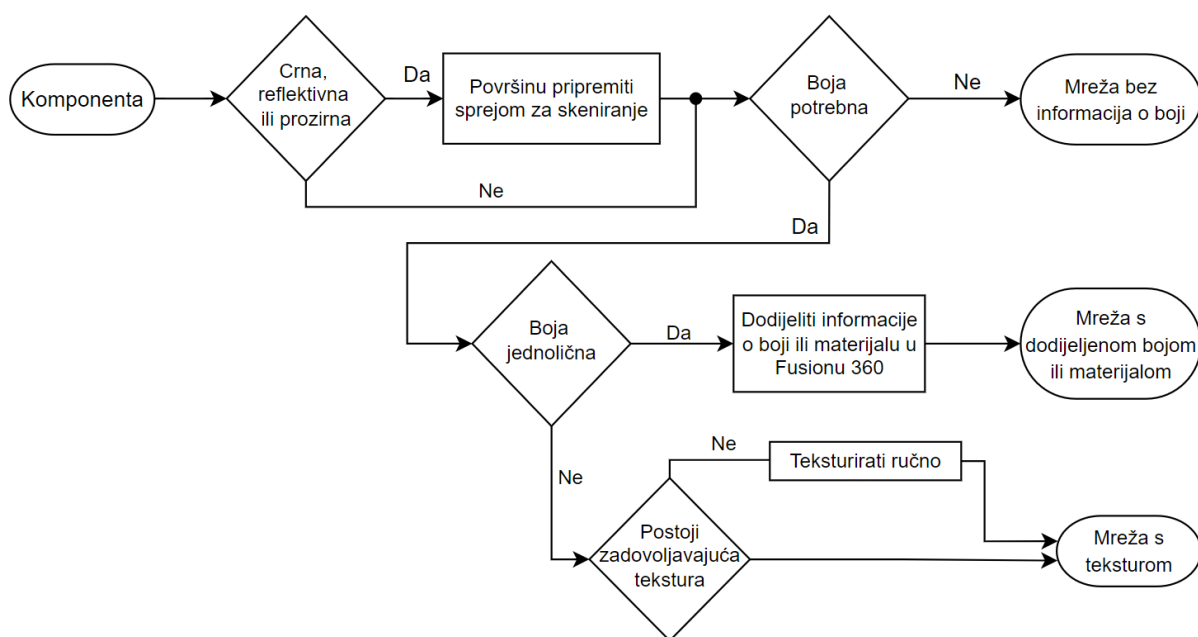 Komponenta
Crna,
reflektivna
ili prozirna
Da
Površinu pripremiti
sprejom za skeniranje
Ne
Boja
potrebna
Ne
Mreža bez
informacija o boji
Da
Boja
jednolična
Da
Dodijeliti informacije
o boji ili materijalu u
Fusionu 360
Mreža s
dodijeljenom bojom
ili materijalom
Ne
Postoji
zadovoljavajuća
tekstura
Ne
Teksturirati ručno
Mreža s
teksturom